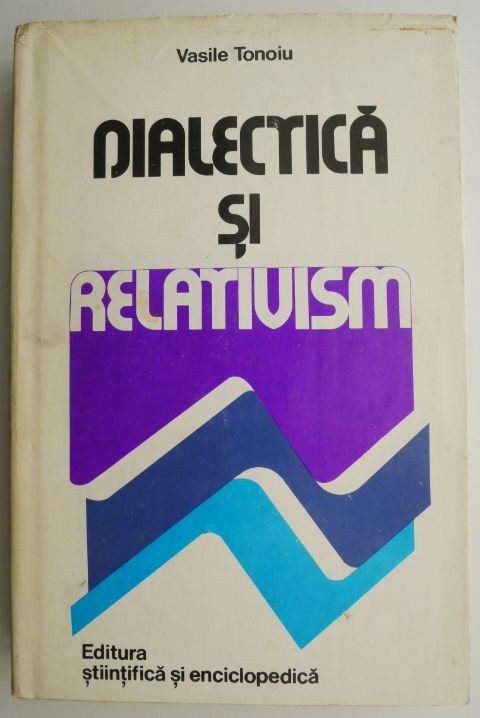 Vasile Tonoiu
DIALECTICĂ
ȘI
RELATIVISM
Editura
științifică și enciclopedică